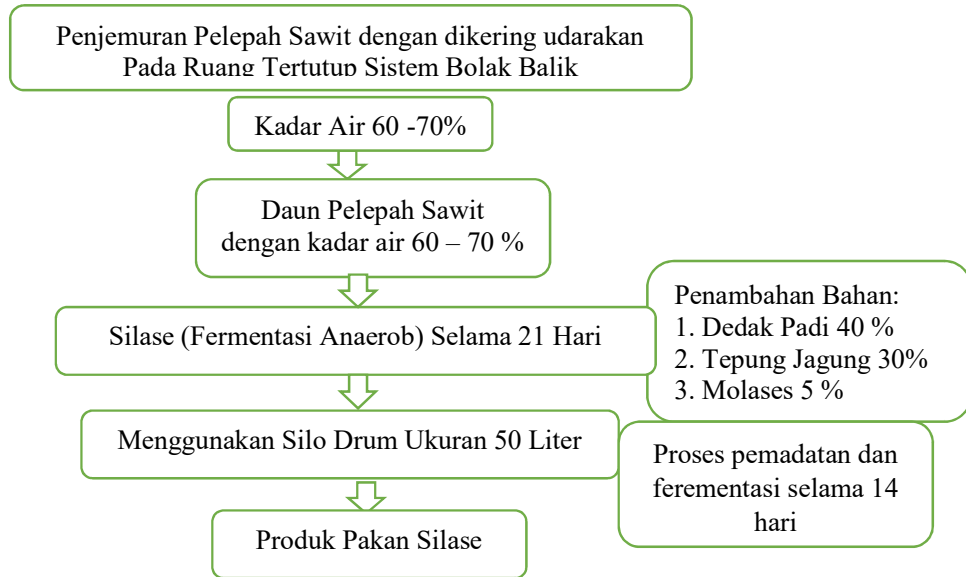 Penjemuran Pelepah Sawit dengan dikering udarakan
Pada Ruang Tertutup Sistem Bolak Balik
Kadar Air 60 -70%
Daun Pelepah Sawit
dengan kadar air 60 – 70 %
Silase (Fermentasi Anaerob) Selama 21 Hari
Penambahan Bahan:
1. Dedak Padi 40 %
2. Tepung Jagung 30%
3. Molases 5 %
Menggunakan Silo Drum Ukuran 50 Liter
Proses pemadatan dan
ferementasi selama 14
hari
Produk Pakan Silase